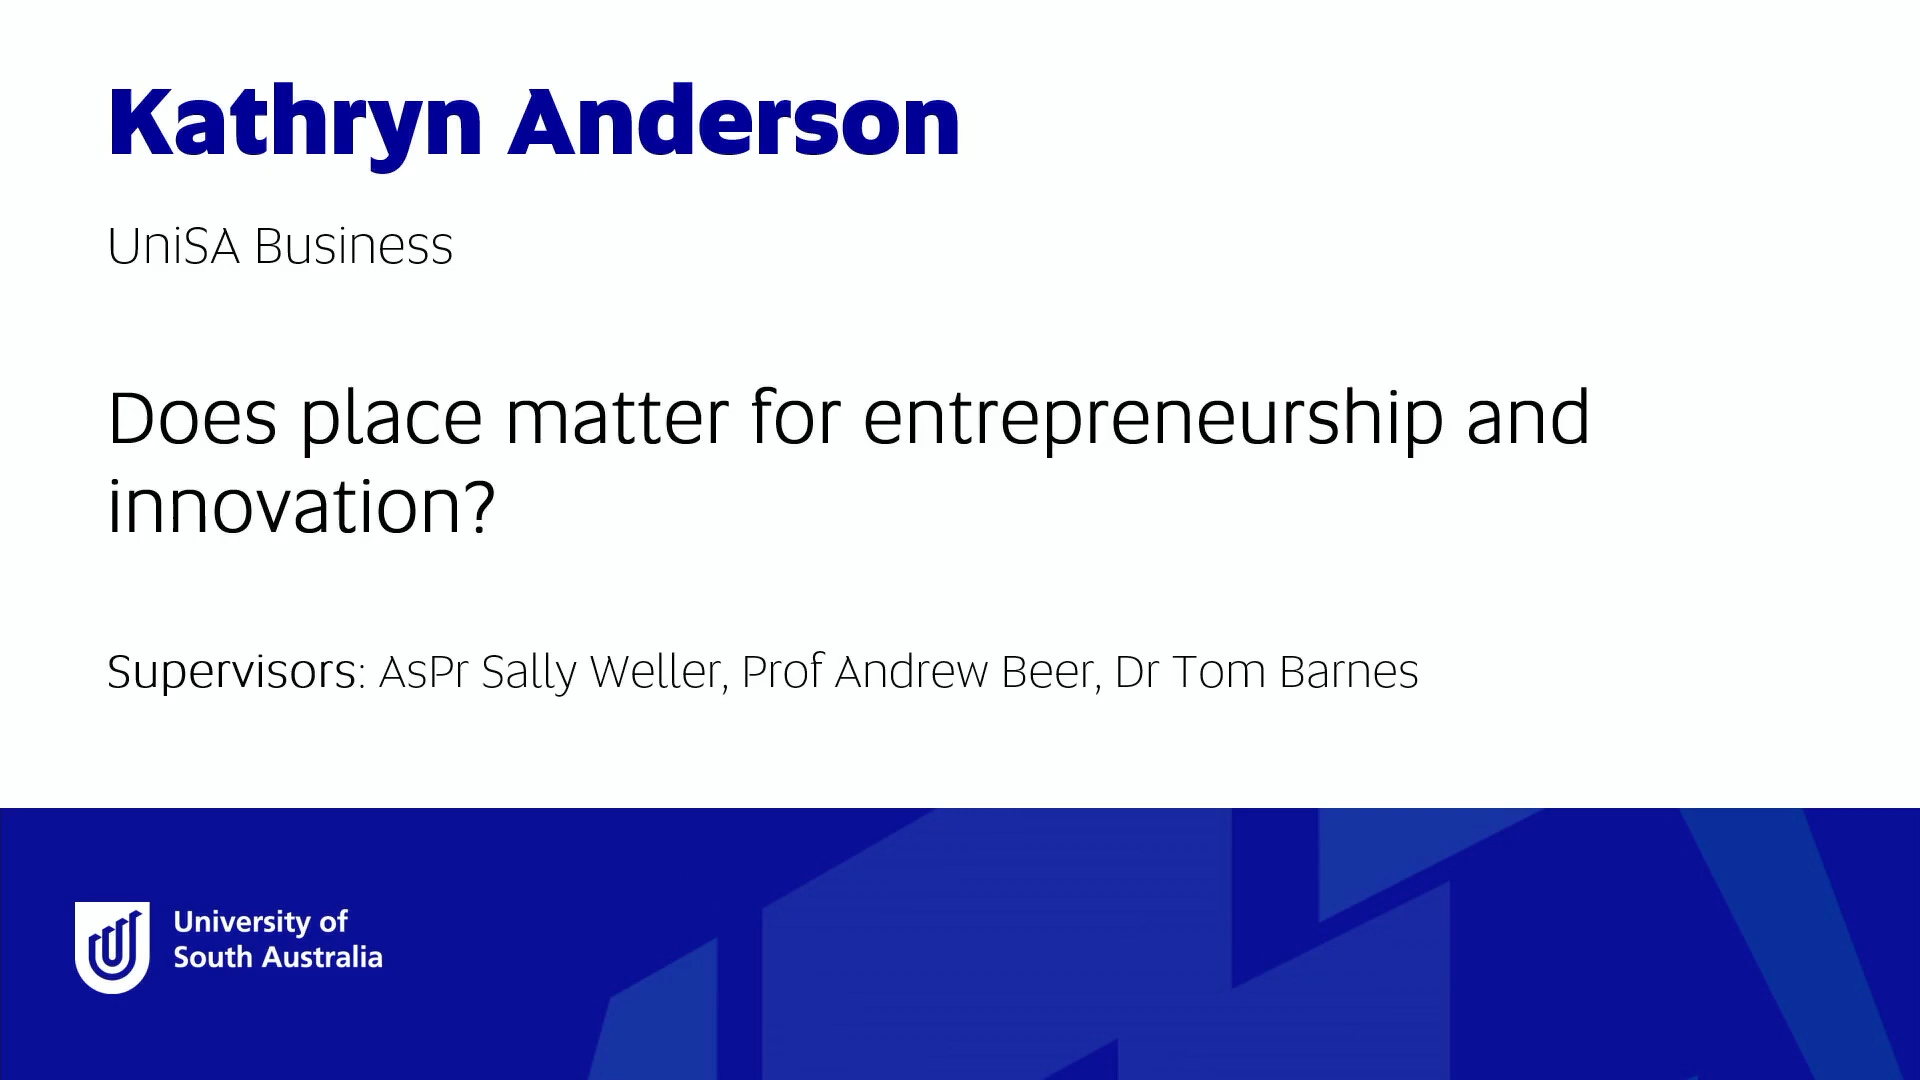 Kathryn Anderson
UniSA Business
Does place matter for entrepreneurship and
innovation?
Supervisors: AsPr Sally Weller, Prof Andrew Beer, Dr Tom Barnes
University of
South Australia